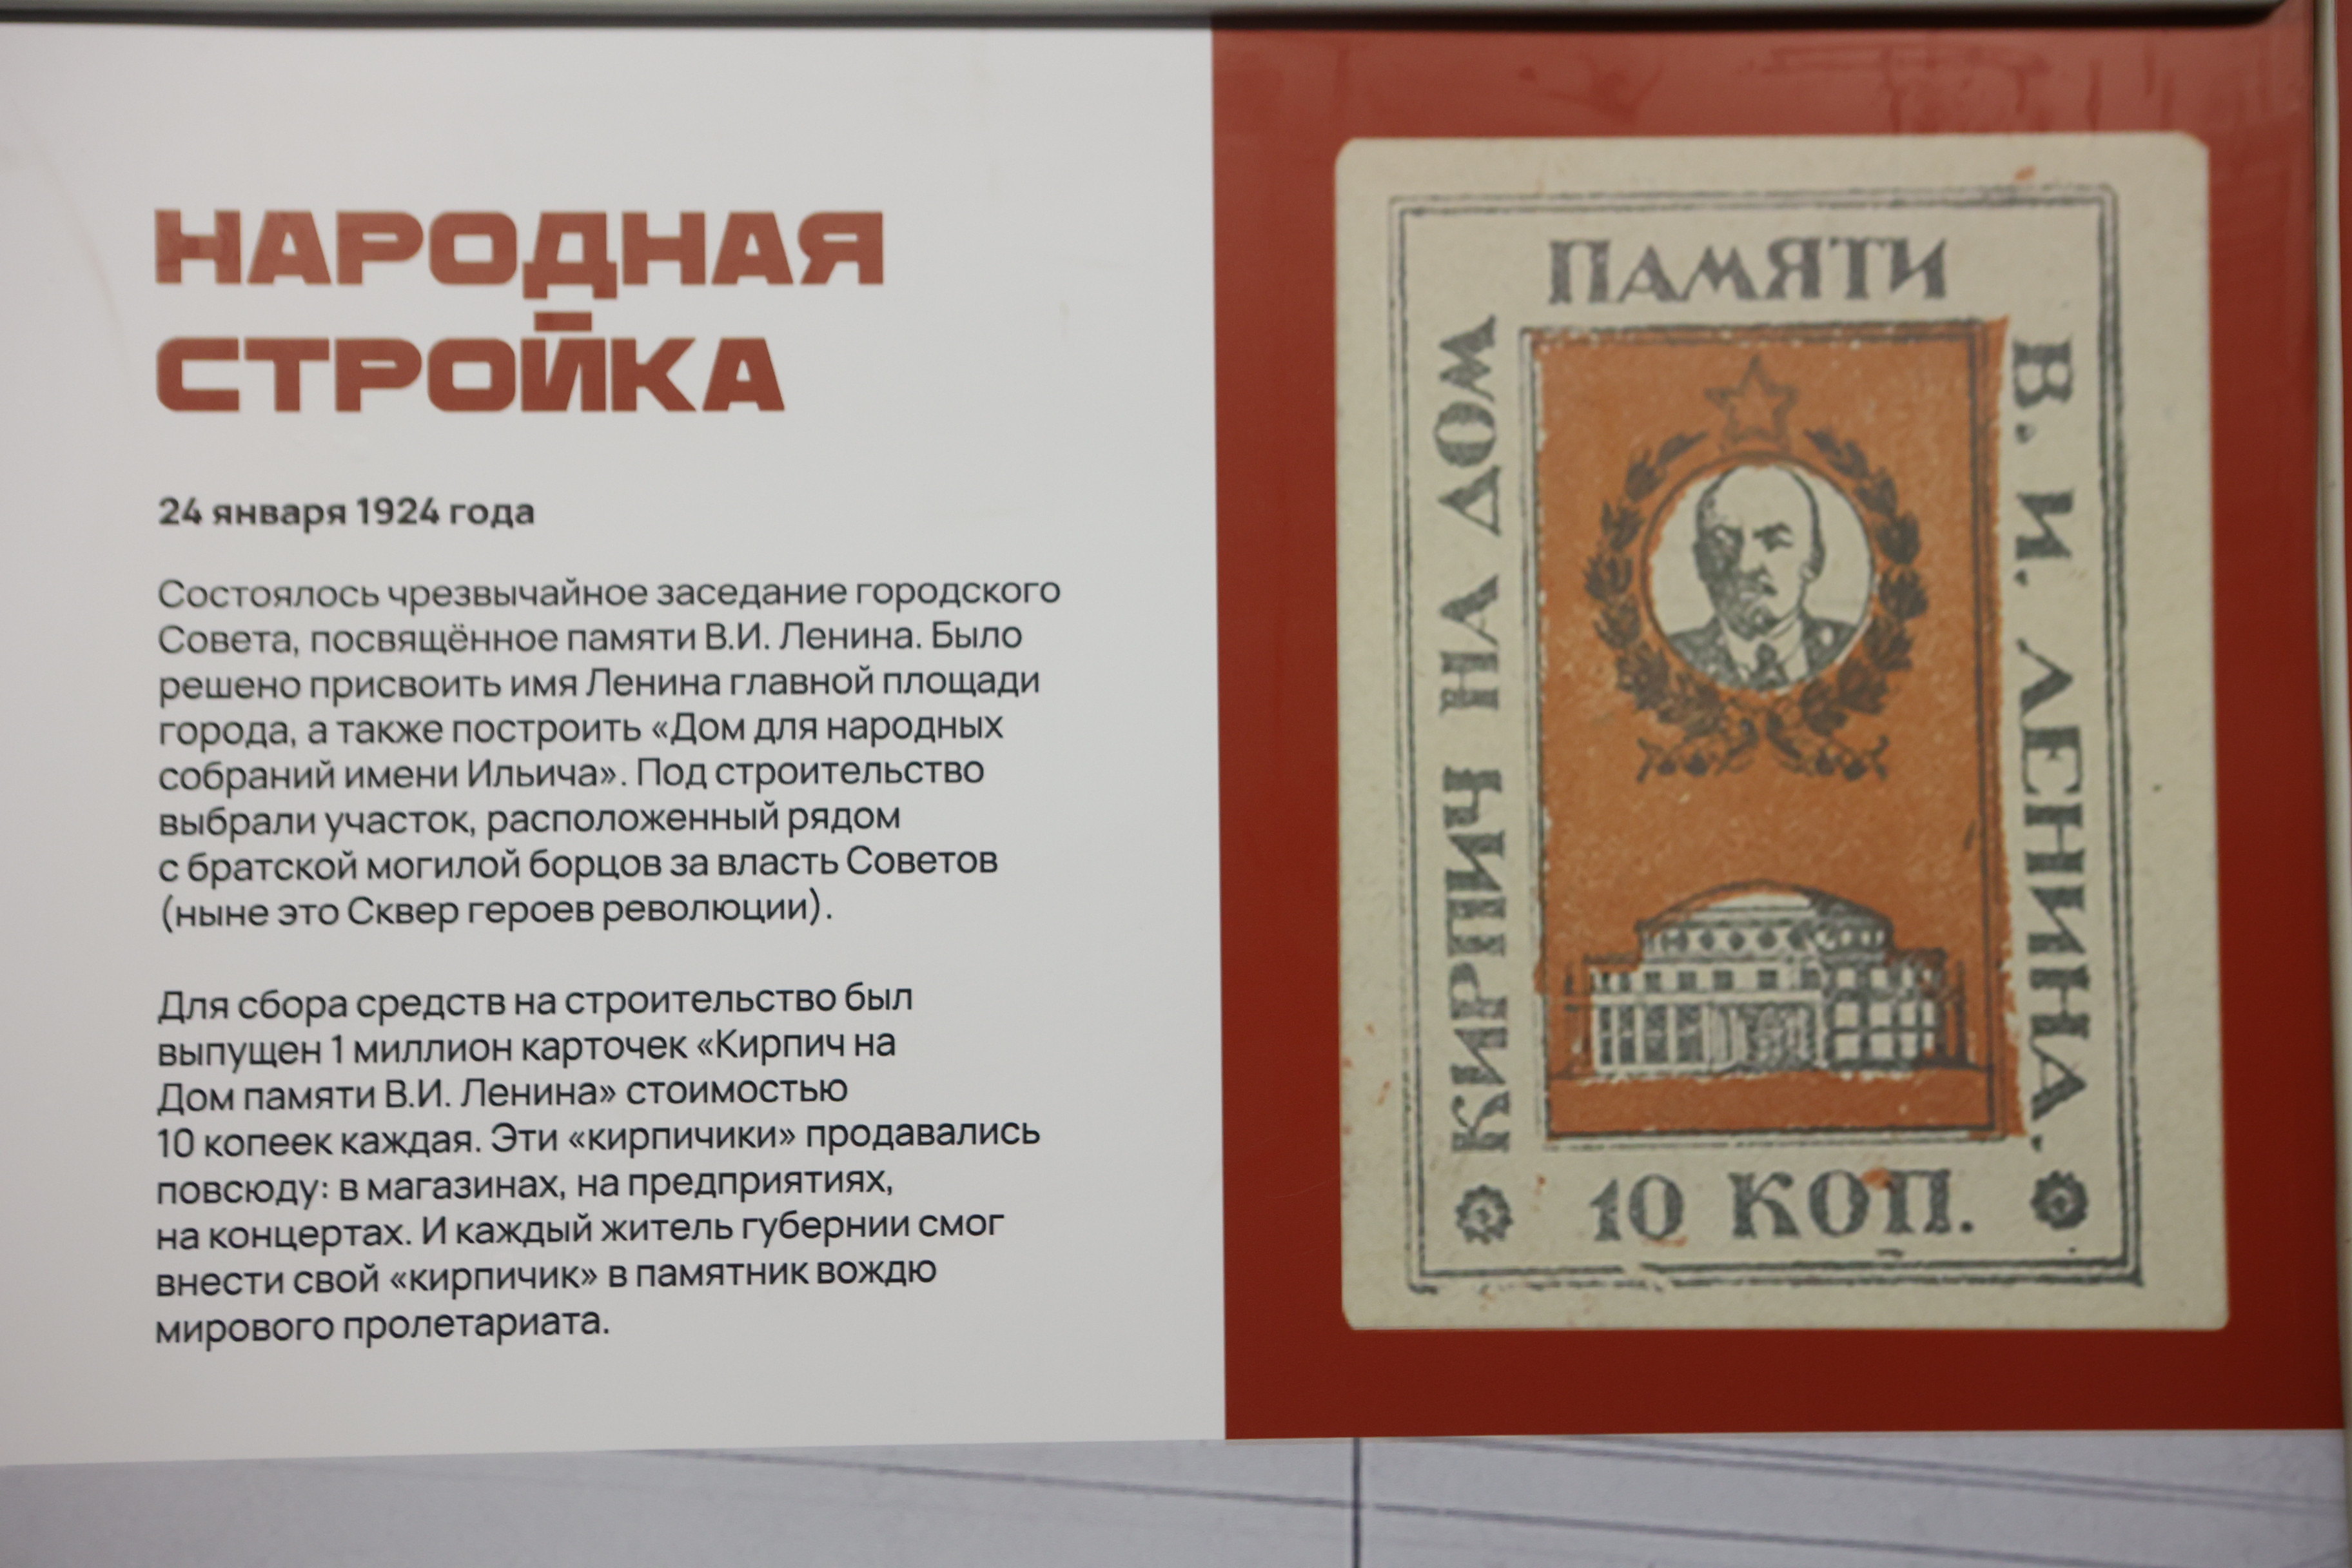 НАРОДНАЯ
СТРОЙКА
24 января 1924 года
Состоялось чрезвычайное заседание городского
Совета, посвящённое памяти В.И. Ленина. Было
решено присвоить имя Ленина главной площади
города, а также построить «Дом для народных
собраний имени Ильича». Под строительство
выбрали участок, расположенный рядом
с братской могилой борцов за власть Советов
(ныне это Сквер героев революции).
Для сбора средств на строительство был
выпущен 1 миллион карточек «Кирпич на
Дом памяти В.И. Ленина» стоимостью
10 копеек каждая. Эти «кирпичики» продавались
повсюду: в магазинах, на предприятиях,
на концертах. И каждый житель губернии смог
внести свой «кирпичик» в памятник вождю
мирового пролетариата.
КИРПИЧ НА ДОМ
ПАМЯТИ
В. И. ЛЕНИНА.
10 КОП.